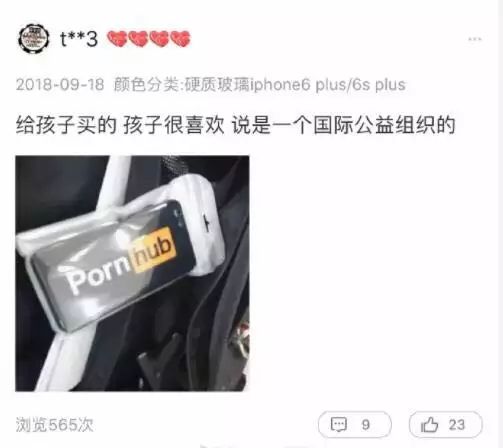 t**3
2018-09-18 颜色分类:硬质玻璃iphone6 plus/6s plus
给孩子买的 孩子很喜欢 说是一个国际公益组织的
Porn hub
浏览565次
9
23